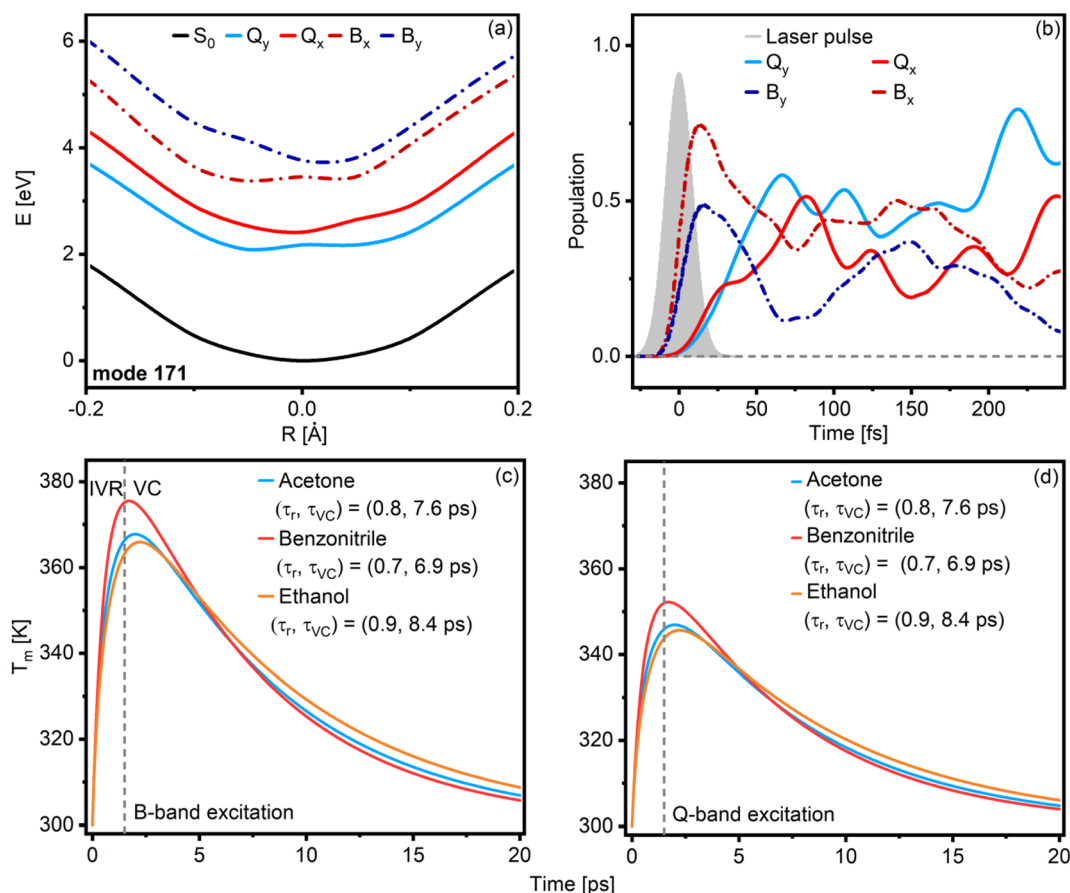 (a)
S0 Qy Qx Bx By
6
4
2
0
E [eV]
mode 171
-0.2 0.0 0.2
R [Å]
(b)
1.0
0.5
0.0
Population
Laser pulse
Qy Qx
By Bx
0 50 100 150 200
Time [fs]
(c)
380
360
340
320
300
Tm [K]
IVR VC
Acetone
(τr, τVC) = (0.8, 7.6 ps)
Benzonitrile
(τr, τVC) = (0.7, 6.9 ps)
Ethanol
(τr, τVC) = (0.9, 8.4 ps)
B-band excitation
0 5 10 15 20
(d)
380
360
340
320
300
Acetone
(τr, τVC) = (0.8, 7.6 ps)
Benzonitrile
(τr, τVC) = (0.7, 6.9 ps)
Ethanol
(τr, τVC) = (0.9, 8.4 ps)
Q-band excitation
0 5 10 15 20
Time [ps]